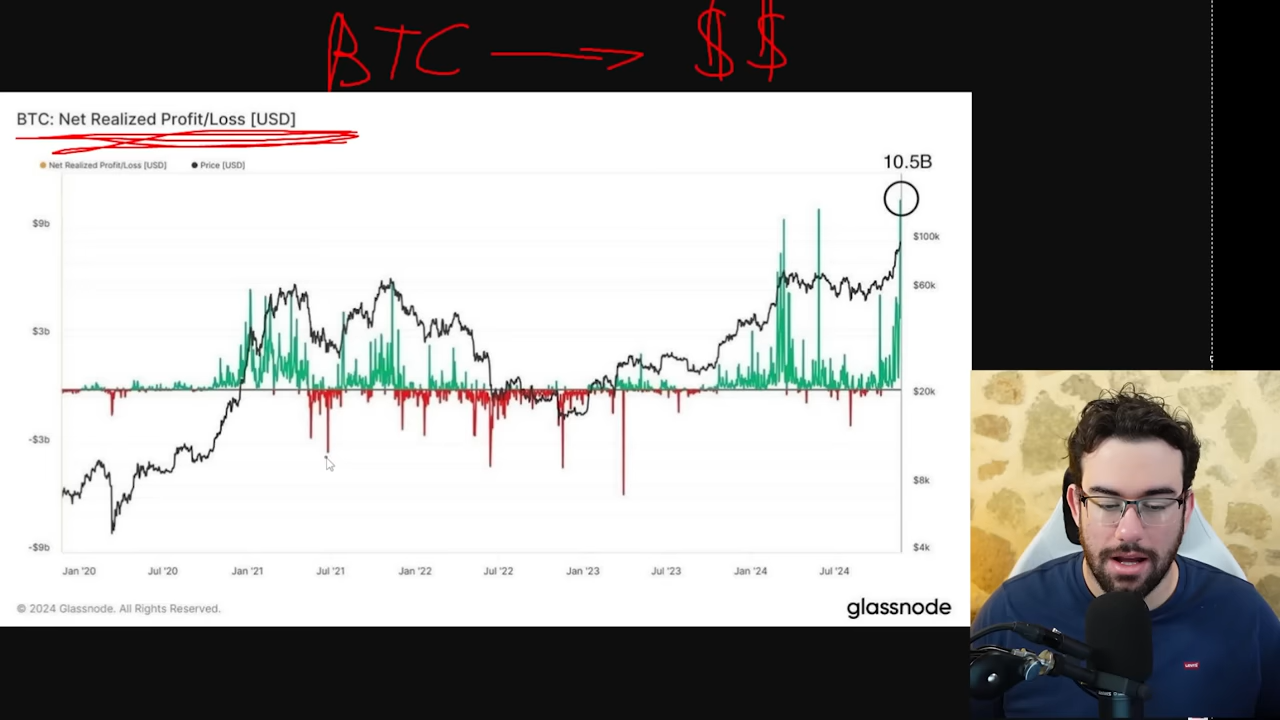 BTC → $$
BTC: Net Realized Profit/Loss [USD]
Net Realized Profit/Loss [USD] Price [USD]
10.5B
$9b
$3b
-$3b
-$9b
$100k
$60k
$20k
$8k
$4k
Jan '20 Jul '20 Jan '21 Jul '21 Jan '22 Jul '22 Jan '23 Jul '23 Jan '24 Jul '24
© 2024 Glassnode. All Rights Reserved.
glassnode
Levi's